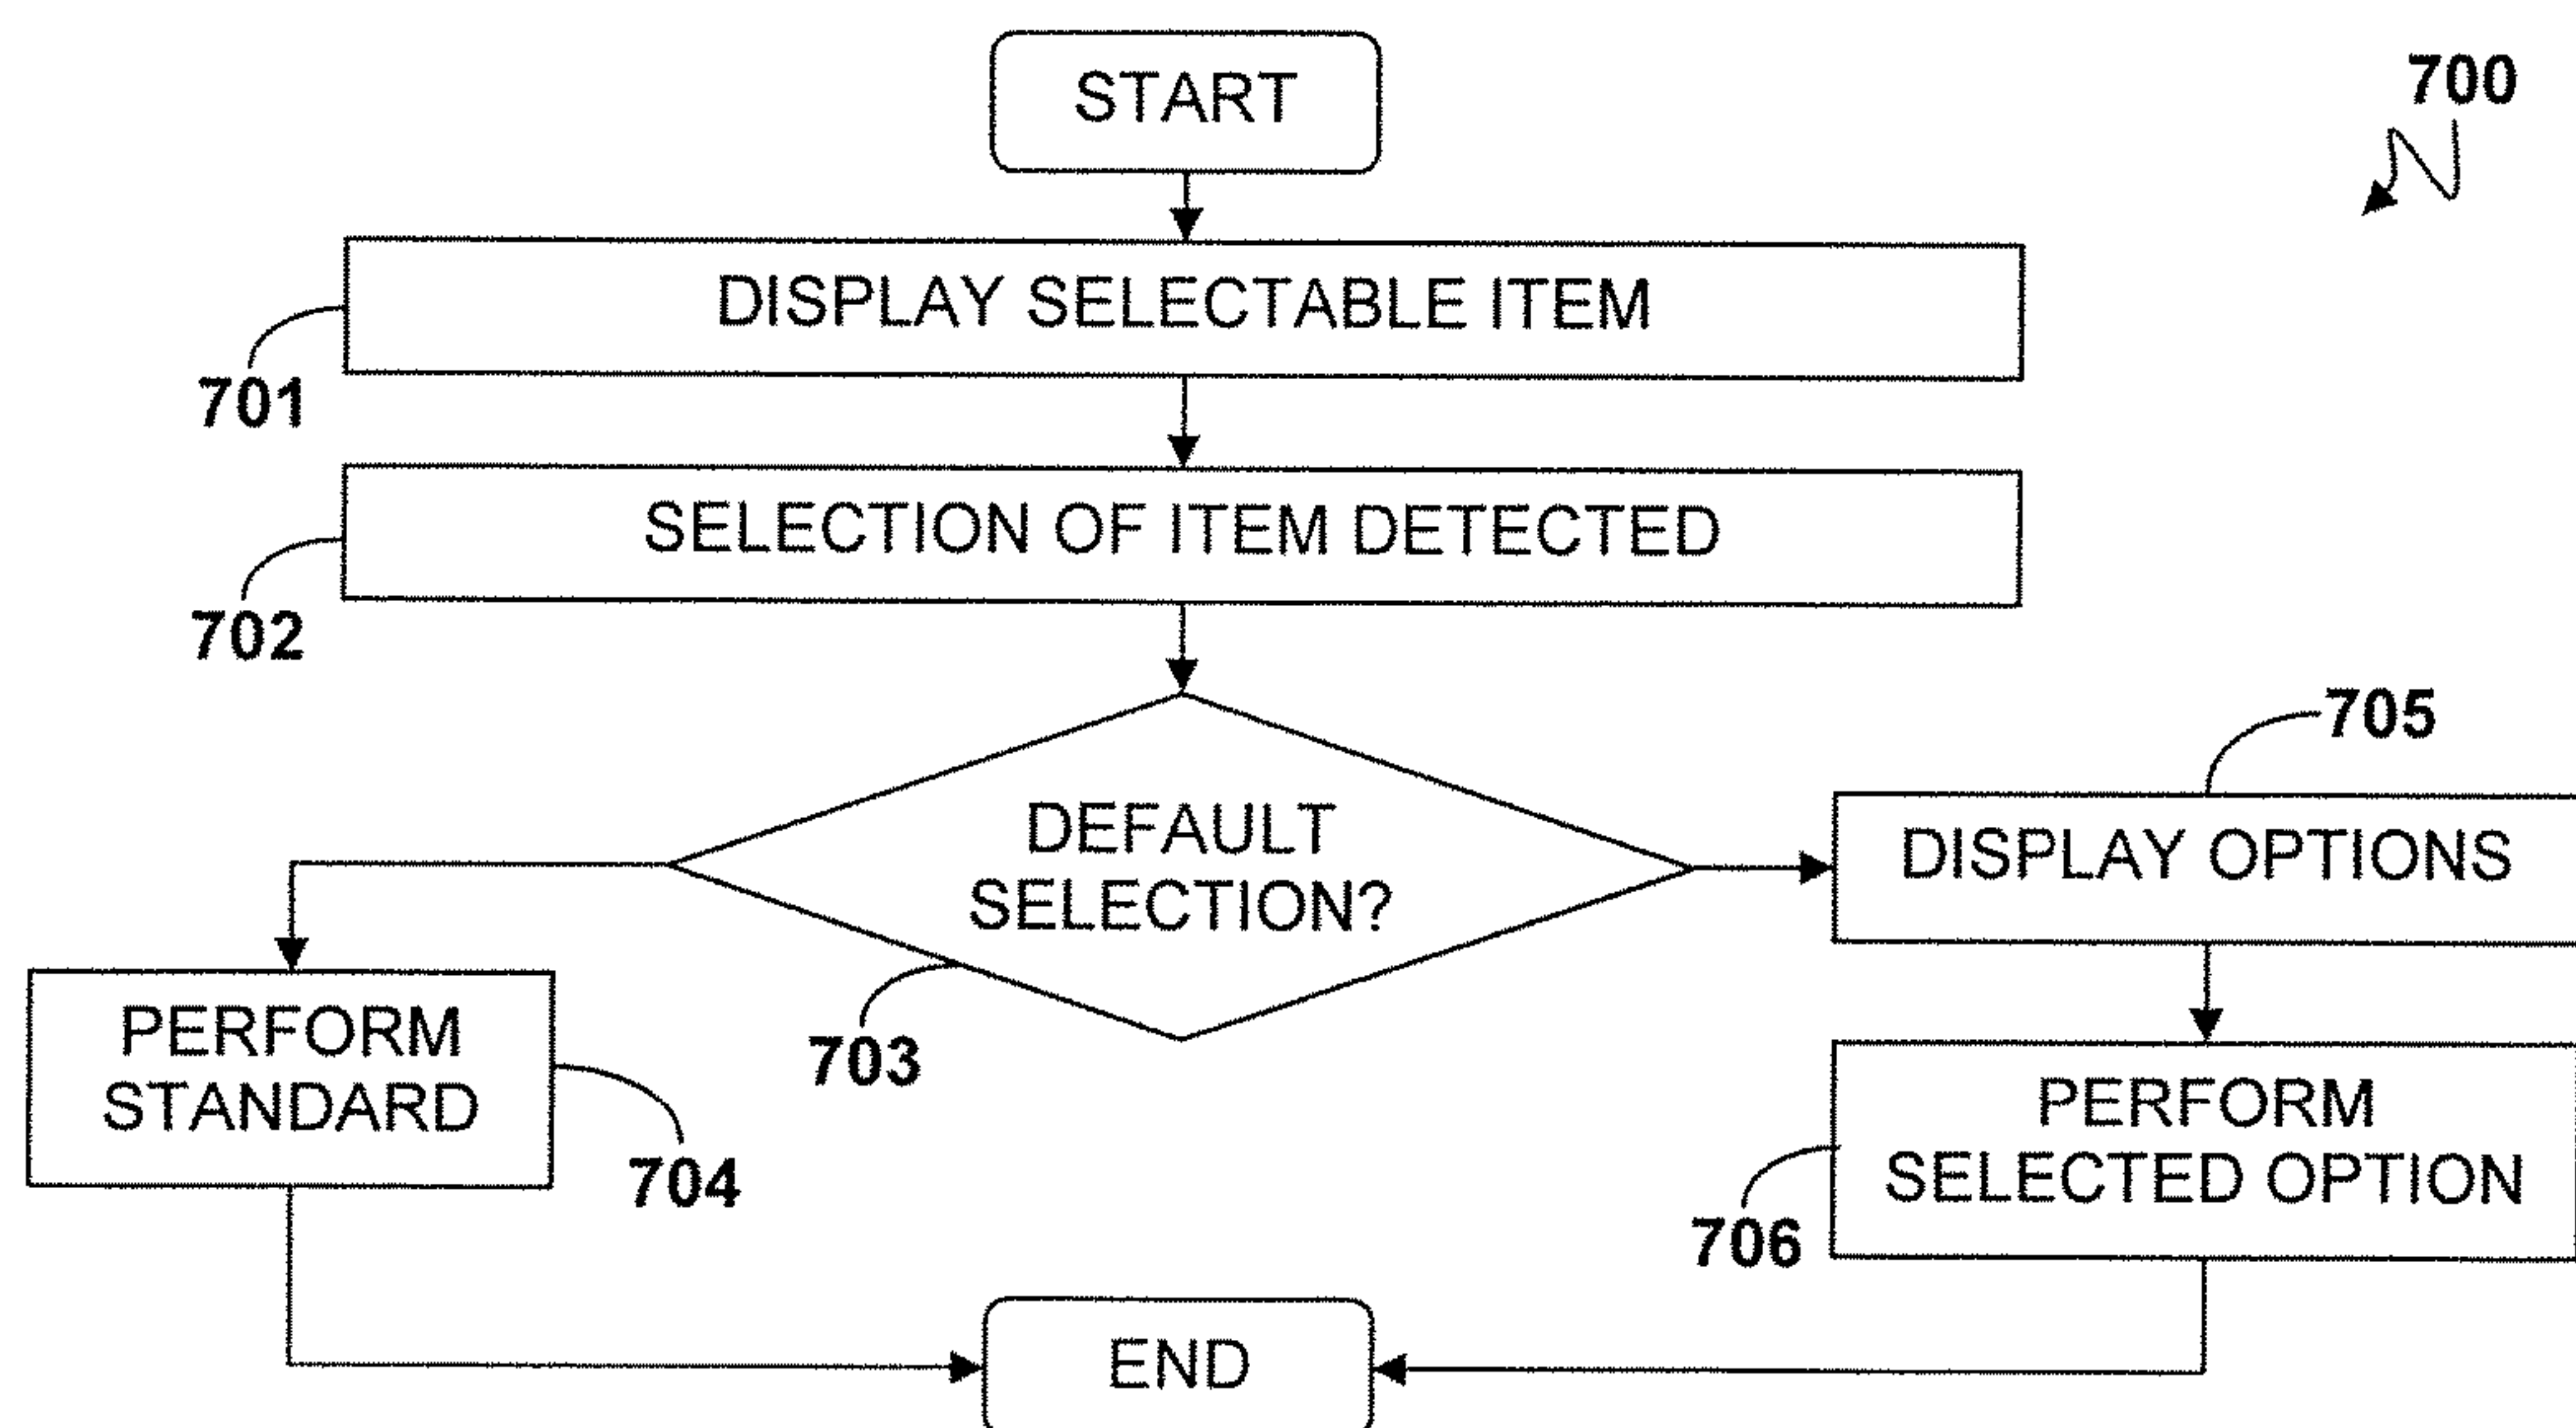 START
700
DISPLAY SELECTABLE ITEM
701
SELECTION OF ITEM DETECTED
702
705
DEFAULT
SELECTION?
DISPLAY OPTIONS
703
PERFORM
STANDARD
704
PERFORM
SELECTED OPTION
706
END